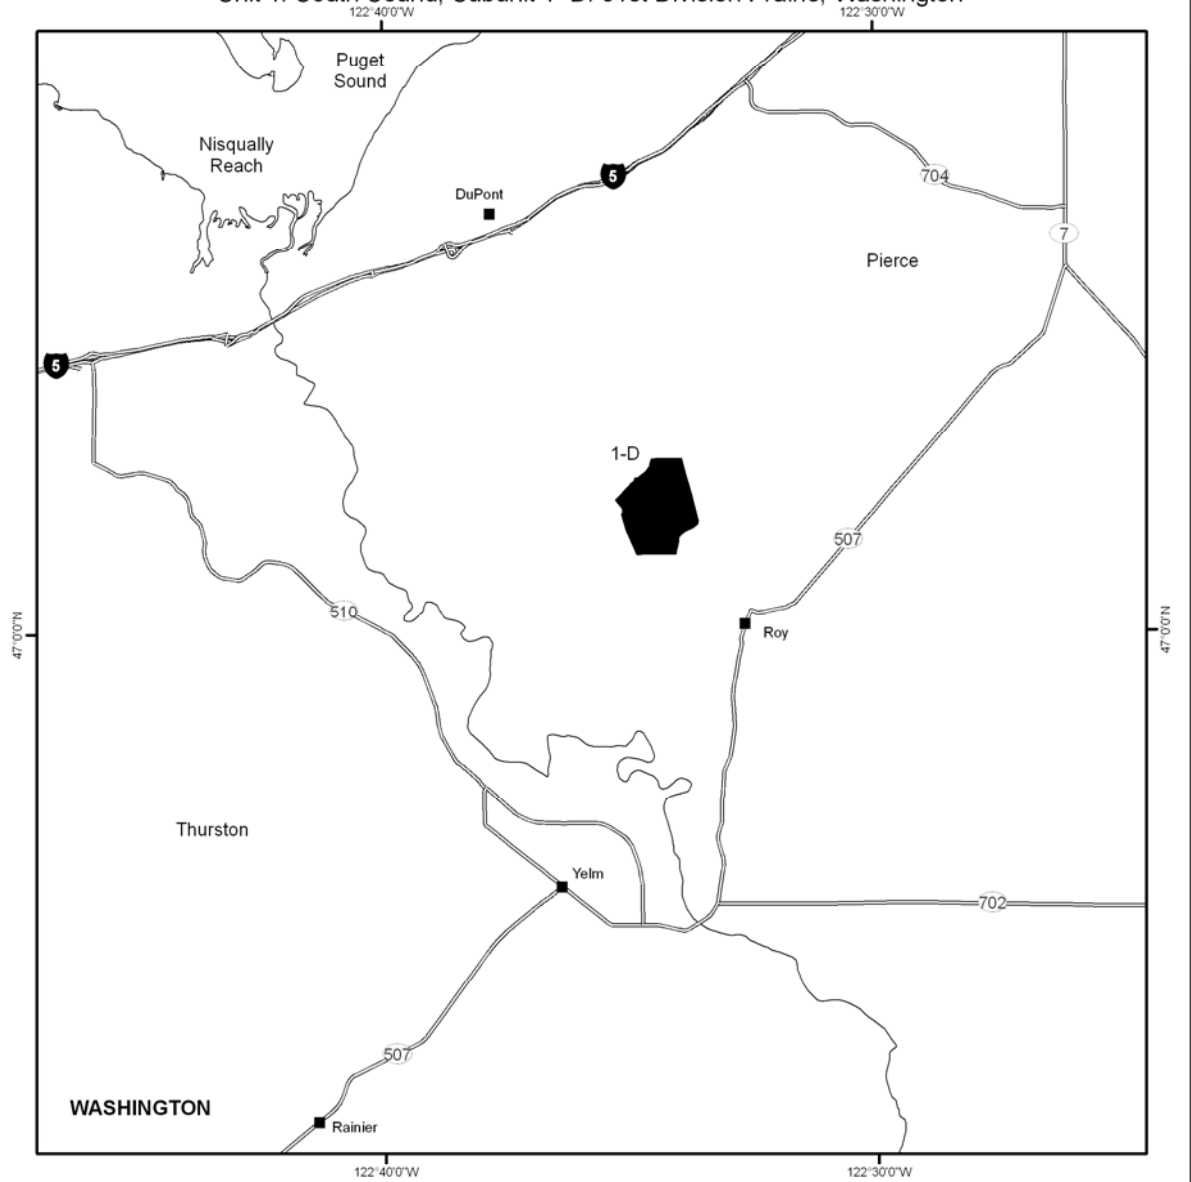 122°40'0"W
122°30'0"W
Puget
Sound
Nisqually
Reach
5
704
DuPont
7
Pierce
5
1-D
507
510
47°0'0"N
47°0'0"N
Roy
Thurston
Yelm
702
507
WASHINGTON
Rainier
122°40'0"W
122°30'0"W